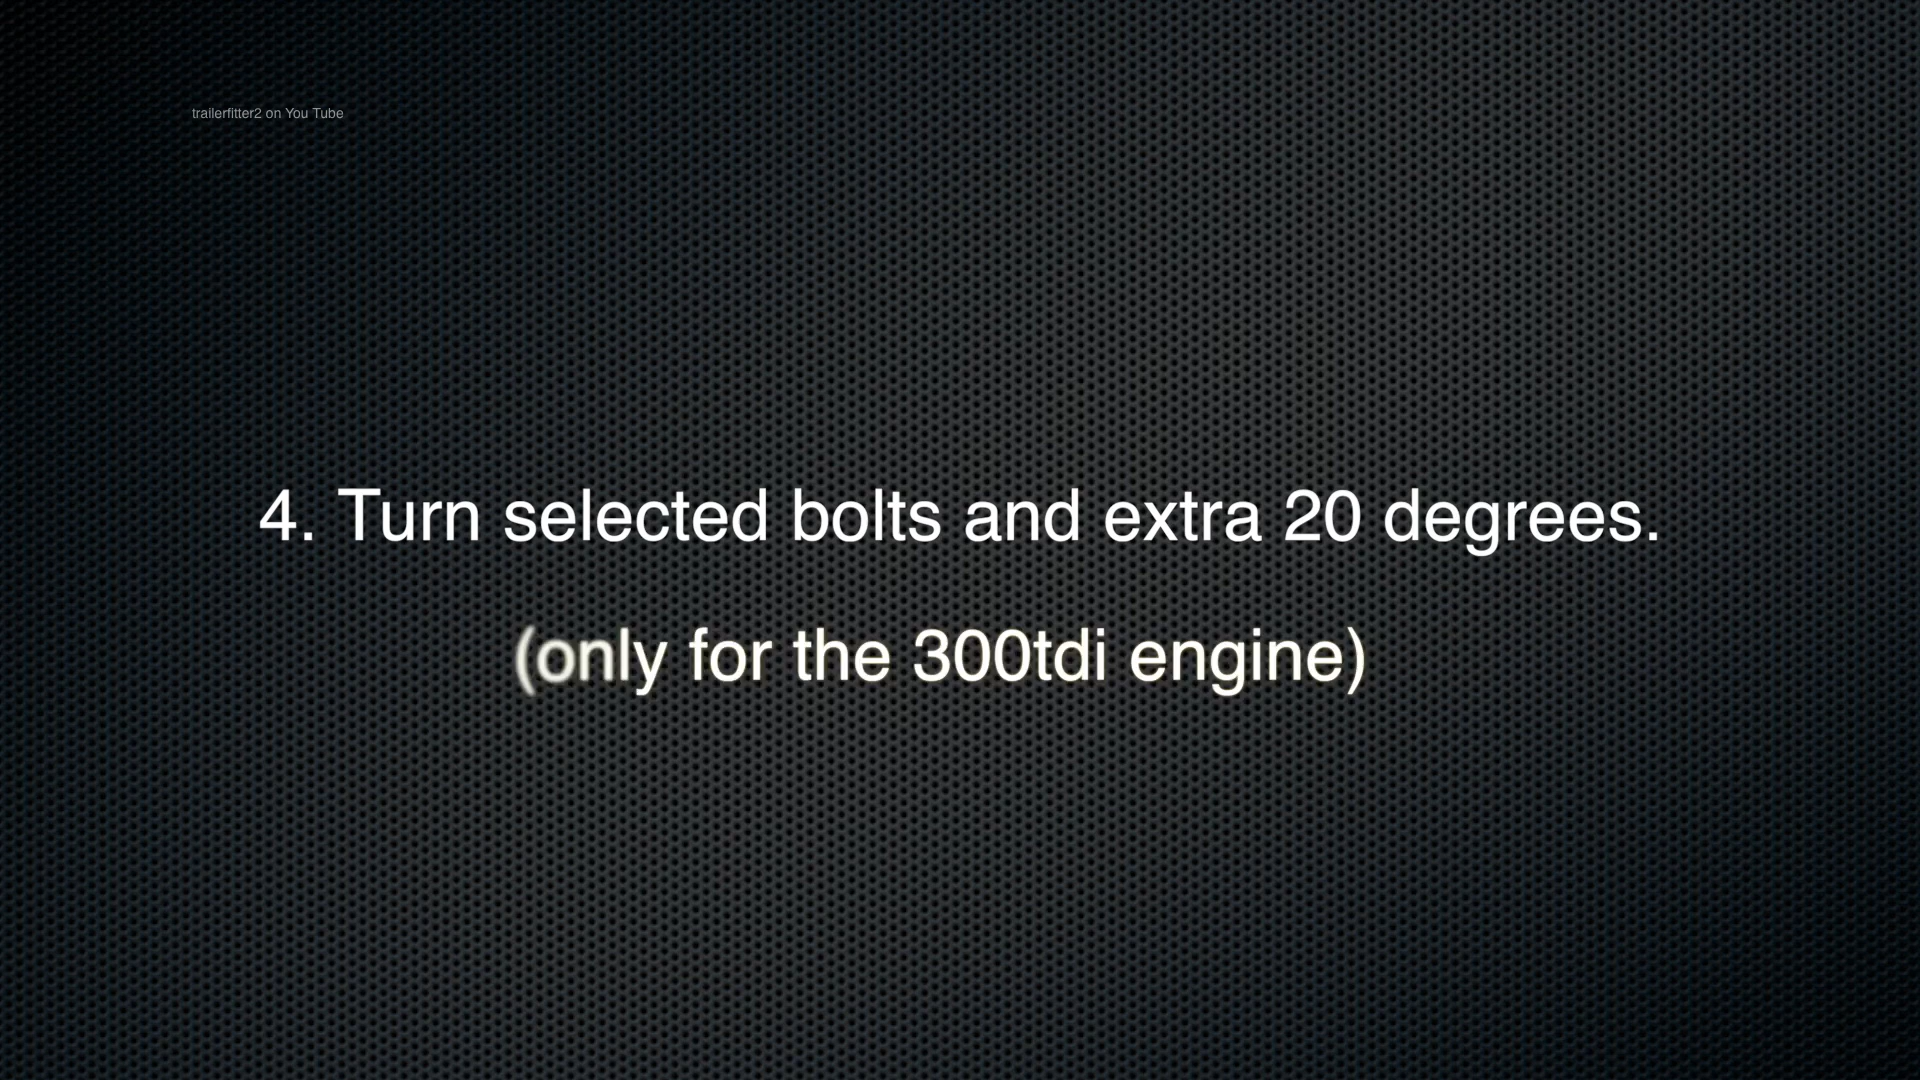 trailerfitter2 on You Tube
4. Turn selected bolts and extra 20 degrees.
(only for the 300tdi engine)